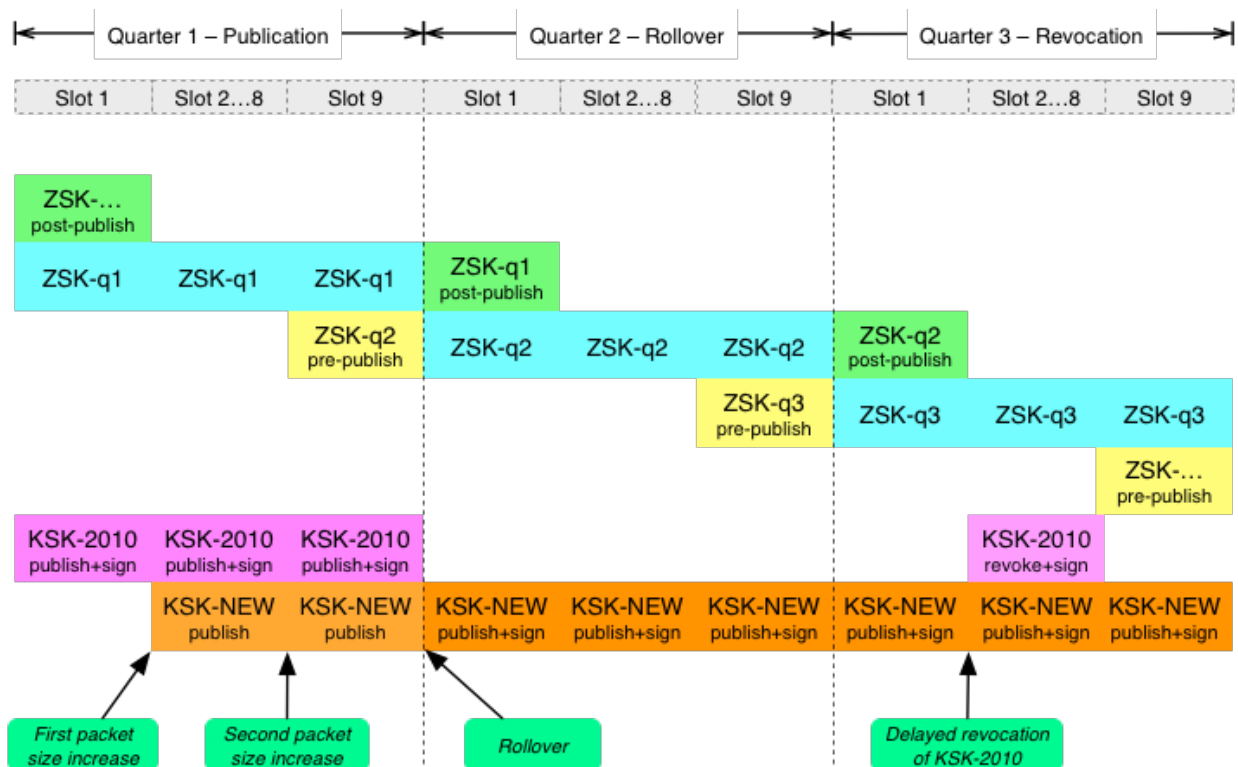 Quarter 1 – Publication
Quarter 2 – Rollover
Quarter 3 – Revocation
Slot 1
Slot 2...8
Slot 9
Slot 1
Slot 2...8
Slot 9
Slot 1
Slot 2...8
Slot 9
ZSK-...
post-publish
ZSK-q1
ZSK-q1
ZSK-q1
ZSK-q1
post-publish
ZSK-q2
pre-publish
ZSK-q2
ZSK-q2
ZSK-q2
ZSK-q2
post-publish
ZSK-q3
pre-publish
ZSK-q3
ZSK-q3
ZSK-q3
ZSK-...
pre-publish
KSK-2010
publish+sign
KSK-2010
publish+sign
KSK-2010
publish+sign
KSK-2010
revoke+sign
KSK-NEW
publish
KSK-NEW
publish
KSK-NEW
publish+sign
KSK-NEW
publish+sign
KSK-NEW
publish+sign
KSK-NEW
publish+sign
KSK-NEW
publish+sign
KSK-NEW
publish+sign
First packet
size increase
Second packet
size increase
Rollover
Delayed revocation
of KSK-2010